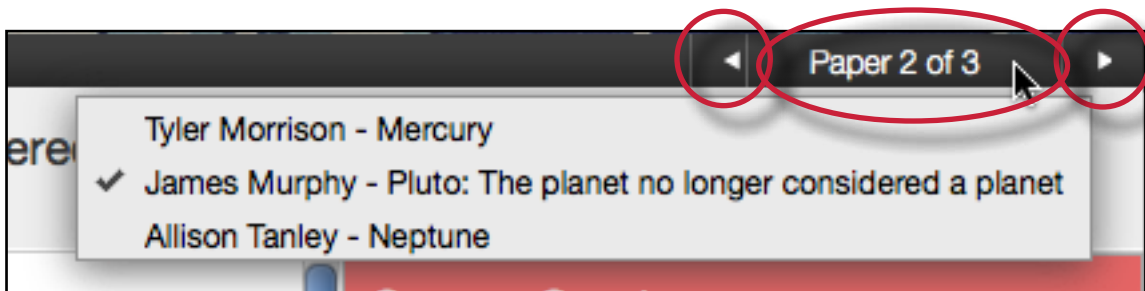 Paper 2 of 3
Tyler Morrison - Mercury
James Murphy - Pluto: The planet no longer considered a planet
Allison Tanley - Neptune